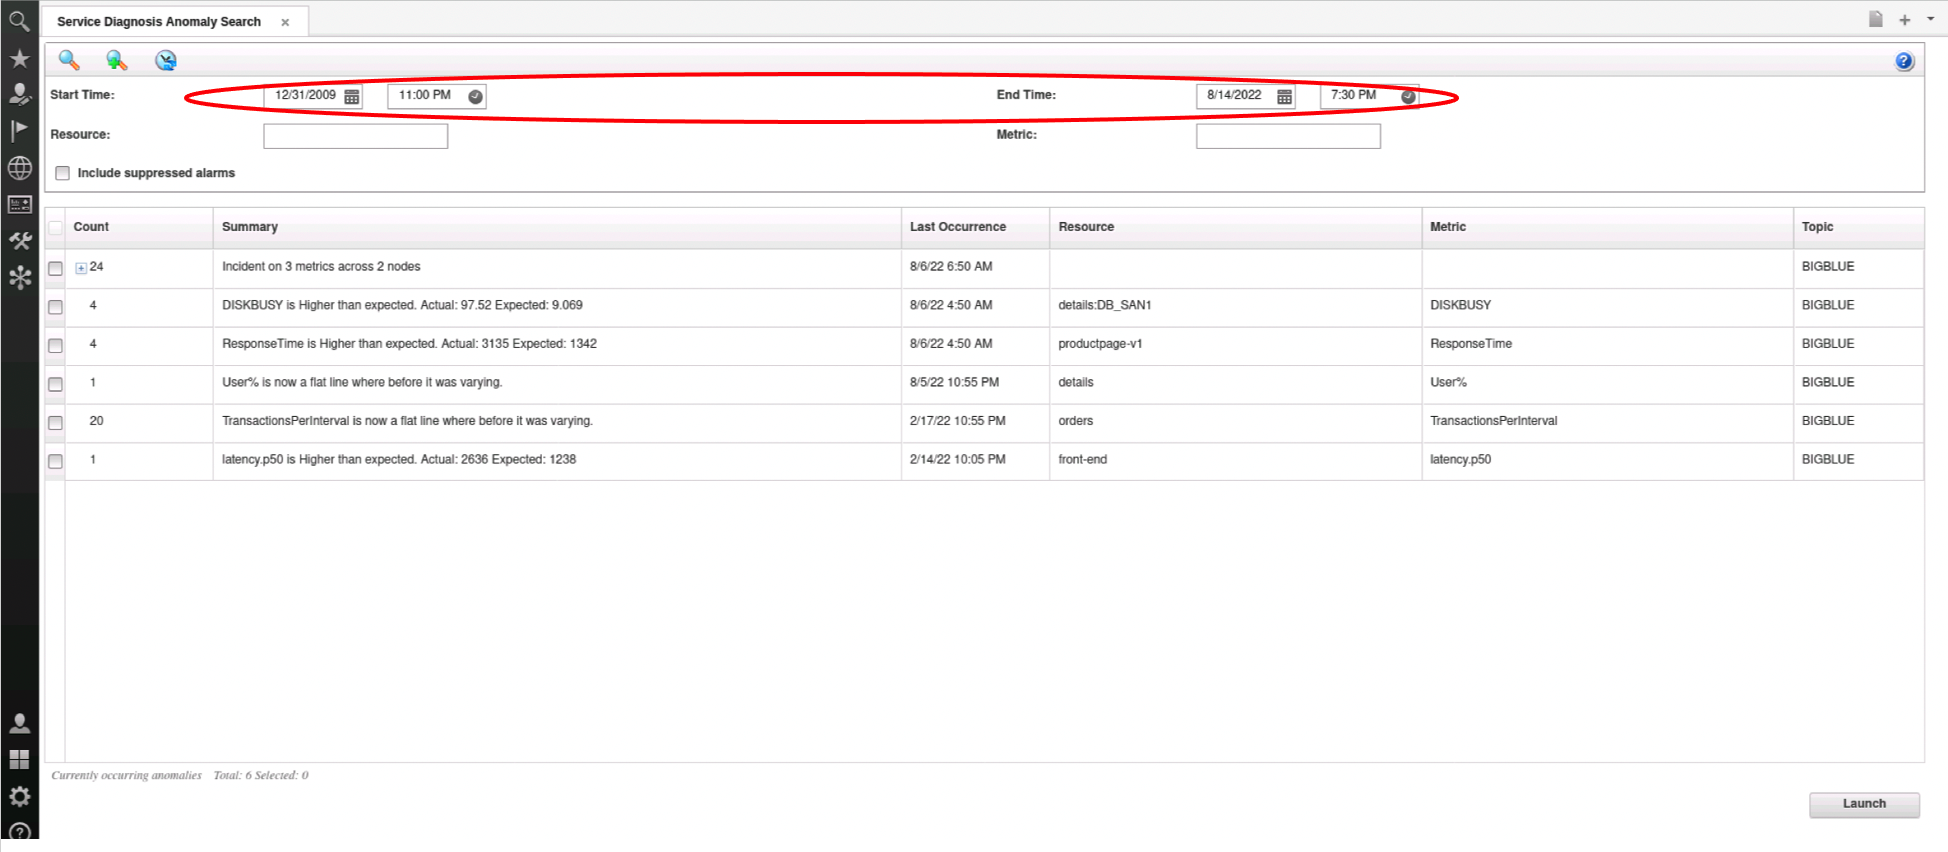 Service Diagnosis Anomaly Search
Start Time: 12/31/2009 11:00 PM End Time: 8/14/2022 7:30 PM
Resource: Metric:
Include suppressed alarms
Count Summary Last Occurrence Resource Metric Topic
24 Incident on 3 metrics across 2 nodes 8/6/22 6:50 AM BIGBLUE
4 DISKBUSY is Higher than expected. Actual: 97.52 Expected: 9.069 8/6/22 4:50 AM details:DB_SAN1 DISKBUSY BIGBLUE
4 ResponseTime is Higher than expected. Actual: 3135 Expected: 1342 8/6/22 4:50 AM productpage-v1 ResponseTime BIGBLUE
1 User% is now a flat line where before it was varying. 8/5/22 10:55 PM details User% BIGBLUE
20 TransactionsPerInterval is now a flat line where before it was varying. 2/17/22 10:55 PM orders TransactionsPerInterval BIGBLUE
1 latency.p50 is Higher than expected. Actual: 2636 Expected: 1238 2/14/22 10:05 PM front-end latency.p50 BIGBLUE
Currently occurring anomalies Total: 6 Selected: 0
Launch